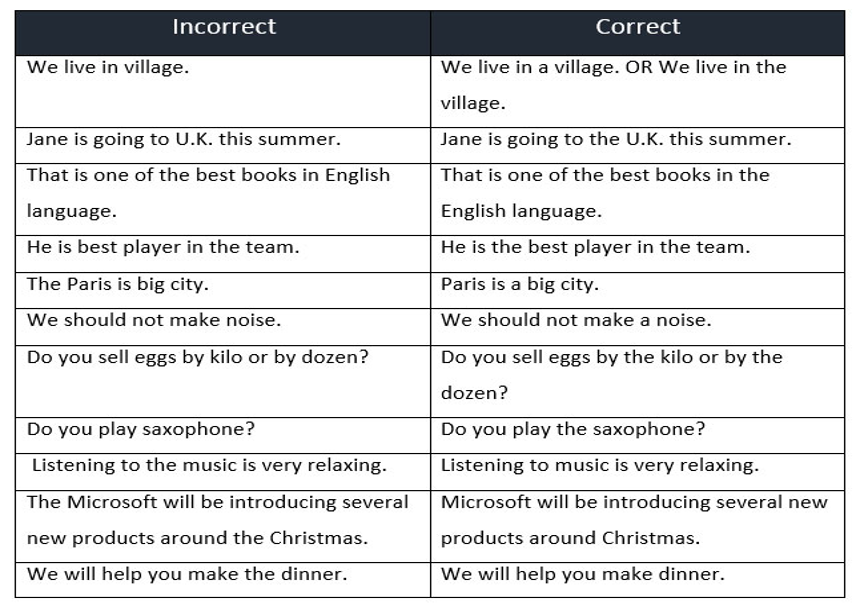 Incorrect
Correct
We live in village.
We live in a village. OR We live in the
village.
Jane is going to U.K. this summer.
Jane is going to the U.K. this summer.
That is one of the best books in English
language.
That is one of the best books in the
English language.
He is best player in the team.
He is the best player in the team.
The Paris is big city.
Paris is a big city.
We should not make noise.
We should not make a noise.
Do you sell eggs by kilo or by dozen?
Do you sell eggs by the kilo or by the
dozen?
Do you play saxophone?
Do you play the saxophone?
Listening to the music is very relaxing.
Listening to music is very relaxing.
The Microsoft will be introducing several
new products around the Christmas.
Microsoft will be introducing several new
products around Christmas.
We will help you make the dinner.
We will help you make dinner.